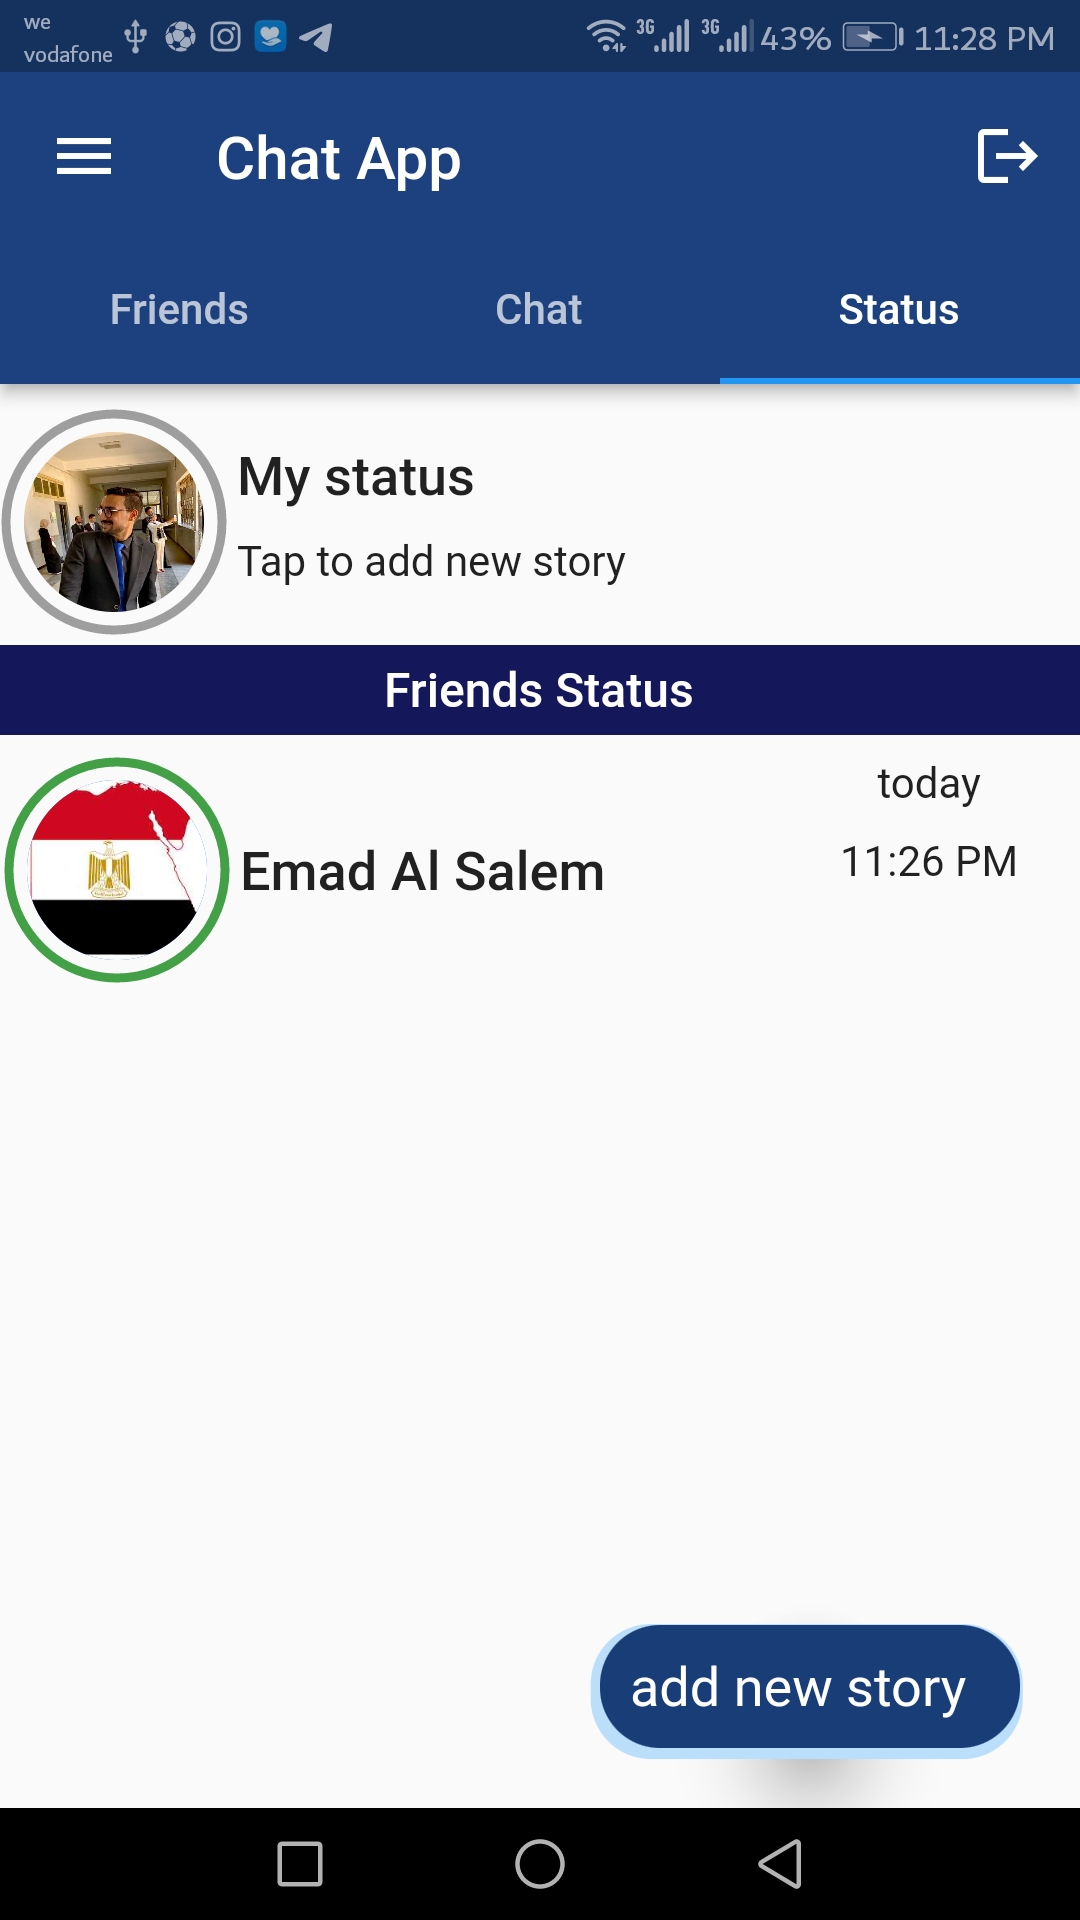 we
vodafone
3G 3G 43% 11:28 PM
Chat App
Friends Chat Status
My status
Tap to add new story
Friends Status
today
Emad Al Salem
11:26 PM
add new story